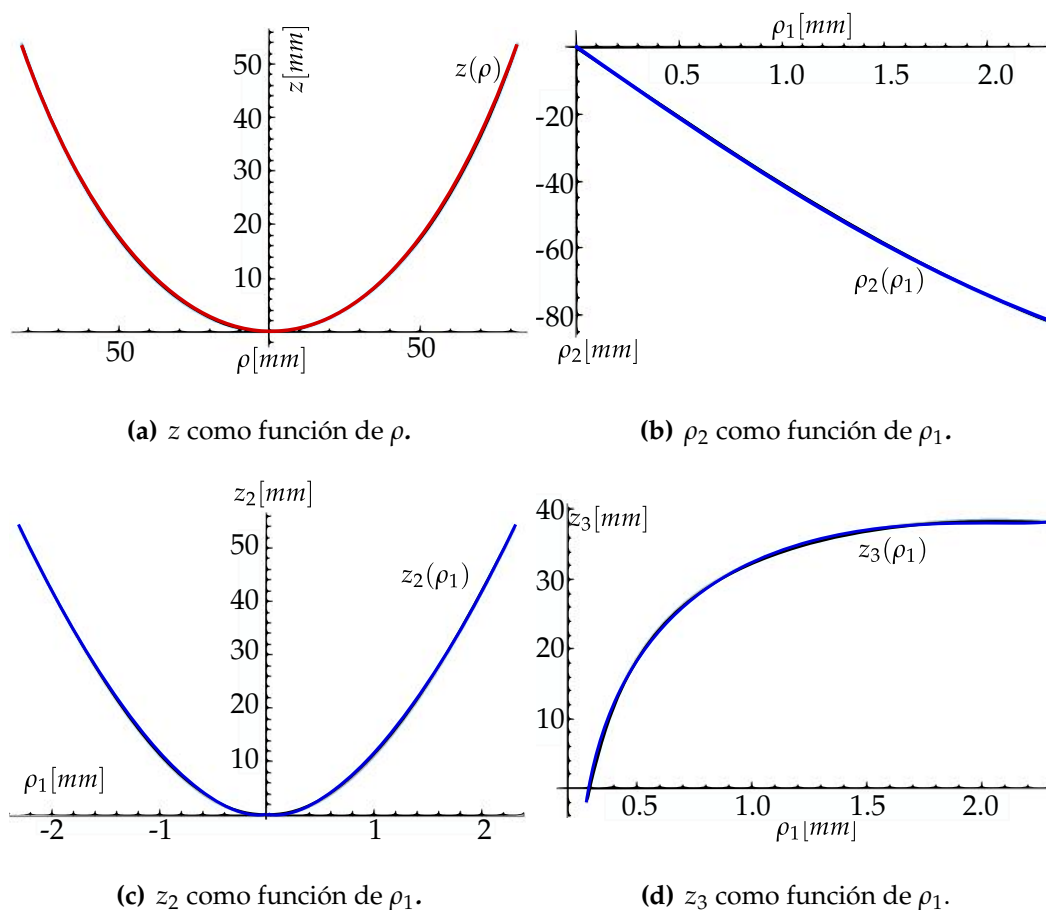 z[mm]
50
z(ρ)
40
30
20
10
50
50
ρ[mm]
(a) z como función de ρ.
ρ1[mm]
0.5
1.0
1.5
2.0
-20
-40
-60
ρ2(ρ1)
-80
ρ2[mm]
(b) ρ2 como función de ρ1.
z2[mm]
50
z2(ρ1)
40
30
20
10
ρ1[mm]
-2
-1
1
2
(c) z2 como función de ρ1.
40
z3[mm]
z3(ρ1)
30
20
10
0.5
1.0
1.5
2.0
ρ1[mm]
(d) z3 como función de ρ1.